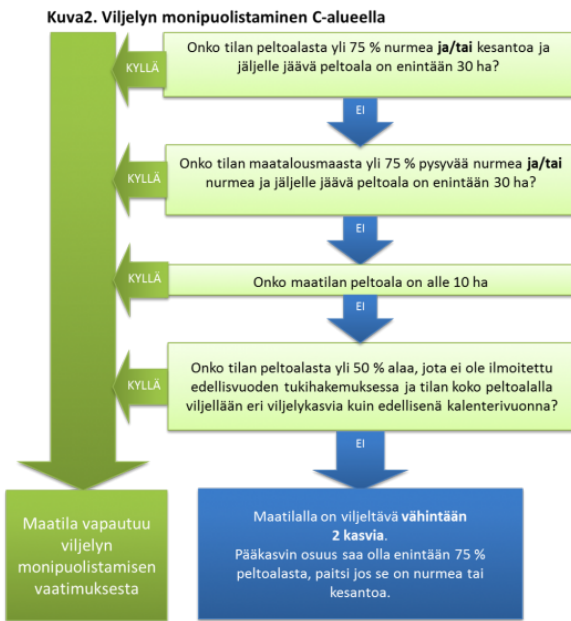 Kuva2. Viljelyn monipuolistaminen C-alueella
Onko tilan peltoalasta yli 75 % nurmea ja/tai kesantoa ja
jäljelle jäävä peltoala on enintään 30 ha?
KYLLÄ
EI
Onko tilan maatalousmaasta yli 75 % pysyvää nurmea ja/tai
nurmea ja jäljelle jäävä peltoala on enintään 30 ha?
KYLLÄ
EI
Onko maatilan peltoala on alle 10 ha
KYLLÄ
EI
Onko tilan peltoalasta yli 50 % alaa, jota ei ole ilmoitettu
edellisvuoden tukihakemuksessa ja tilan koko peltoalalla
viljellään eri viljelykasvia kuin edellisenä kalenterivuonna?
KYLLÄ
EI
Maatila vapautuu
viljelyn
monipuolistamisen
vaatimuksesta
Maatilalla on viljeltävä vähintään
2 kasvia.
Pääkasvin osuus saa olla enintään 75 %
peltoalasta, paitsi jos se on nurmea tai
kesantoa.